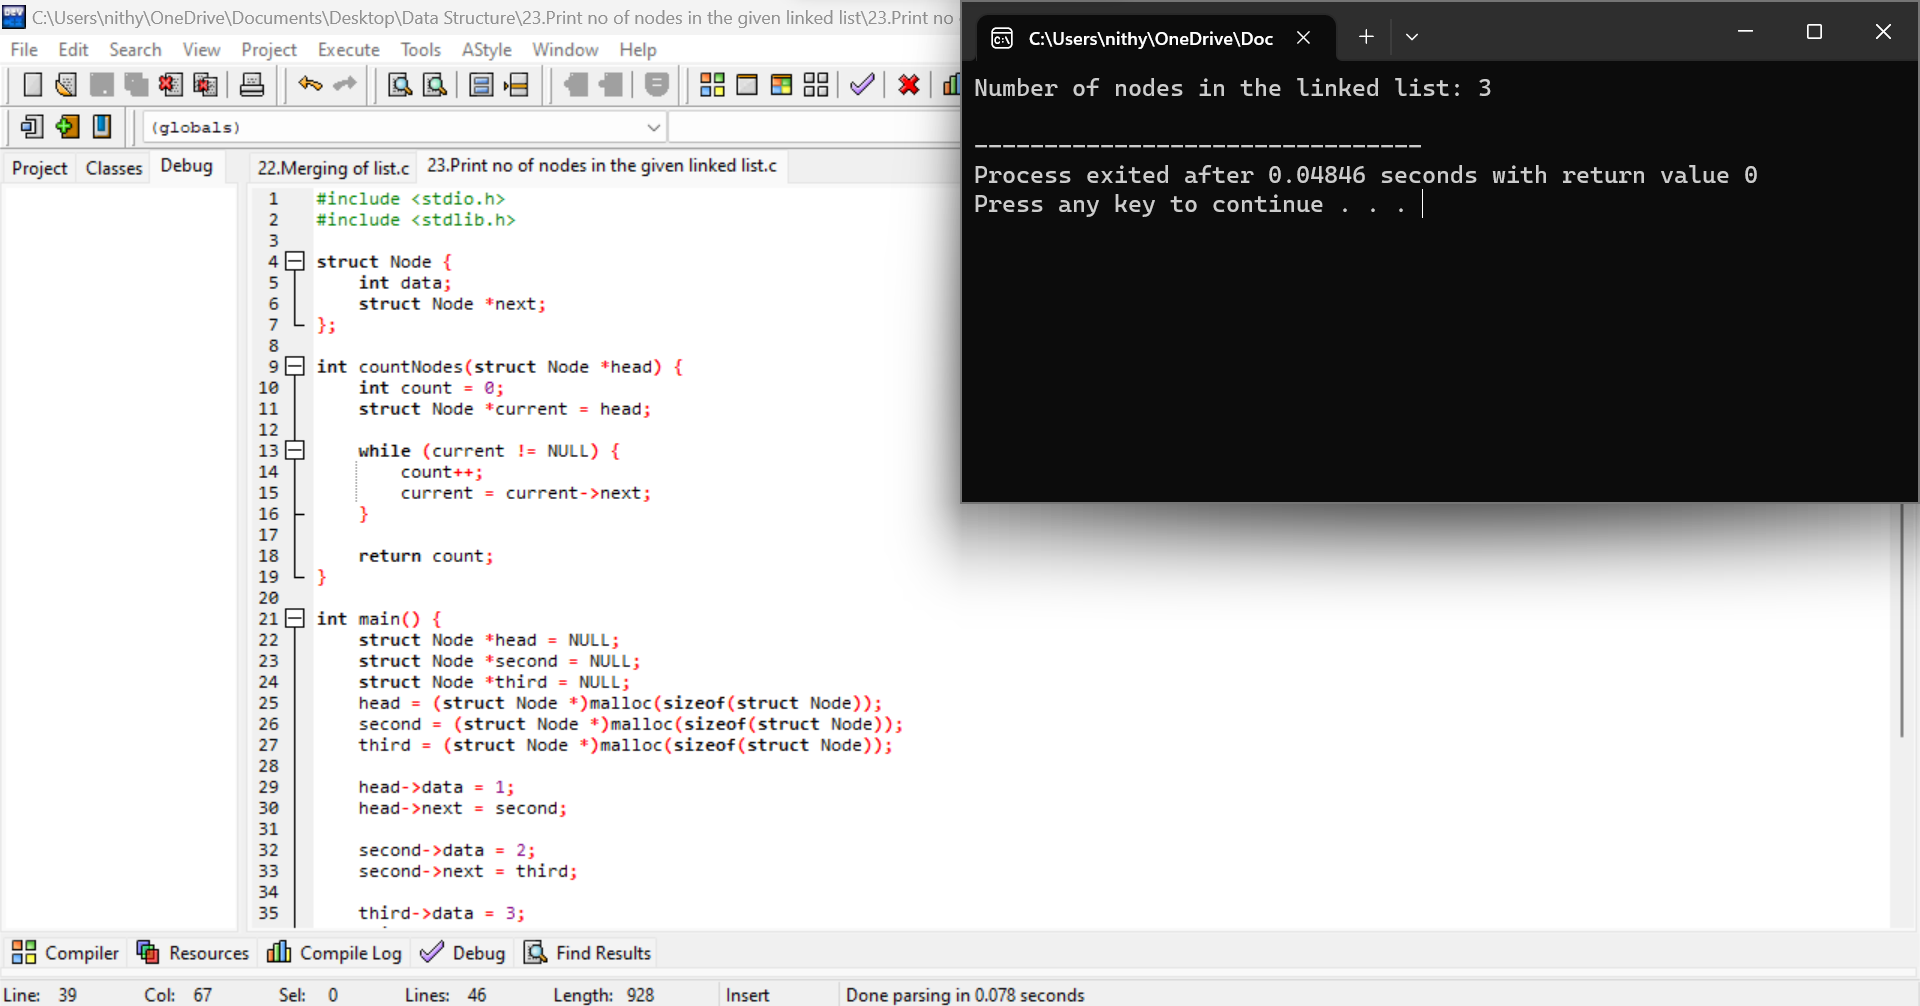 C:\Users\nithy\OneDrive\Documents\Desktop\Data Structure\23.Print no of nodes in the given linked list\23.Print no
File Edit Search View Project Execute Tools AStyle Window Help
(globals)
Project Classes Debug
22.Merging of list.c 23.Print no of nodes in the given linked list.c
1 #include <stdio.h>
2 #include <stdlib.h>
3
4 struct Node {
5 int data;
6 struct Node *next;
7 };
8
9 int countNodes(struct Node *head) {
10 int count = 0;
11 struct Node *current = head;
12
13 while (current != NULL) {
14 count++;
15 current = current->next;
16 }
17
18 return count;
19 }
20
21 int main() {
22 struct Node *head = NULL;
23 struct Node *second = NULL;
24 struct Node *third = NULL;
25 head = (struct Node *)malloc(sizeof(struct Node));
26 second = (struct Node *)malloc(sizeof(struct Node));
27 third = (struct Node *)malloc(sizeof(struct Node));
28
29 head->data = 1;
30 head->next = second;
31
32 second->data = 2;
33 second->next = third;
34
35 third->data = 3;
C:\Users\nithy\OneDrive\Doc
Number of nodes in the linked list: 3
--------------------------------
Process exited after 0.04846 seconds with return value 0
Press any key to continue . . .
Compiler Resources Compile Log Debug Find Results
Line: 39 Col: 67 Sel: 0 Lines: 46 Length: 928 Insert Done parsing in 0.078 seconds